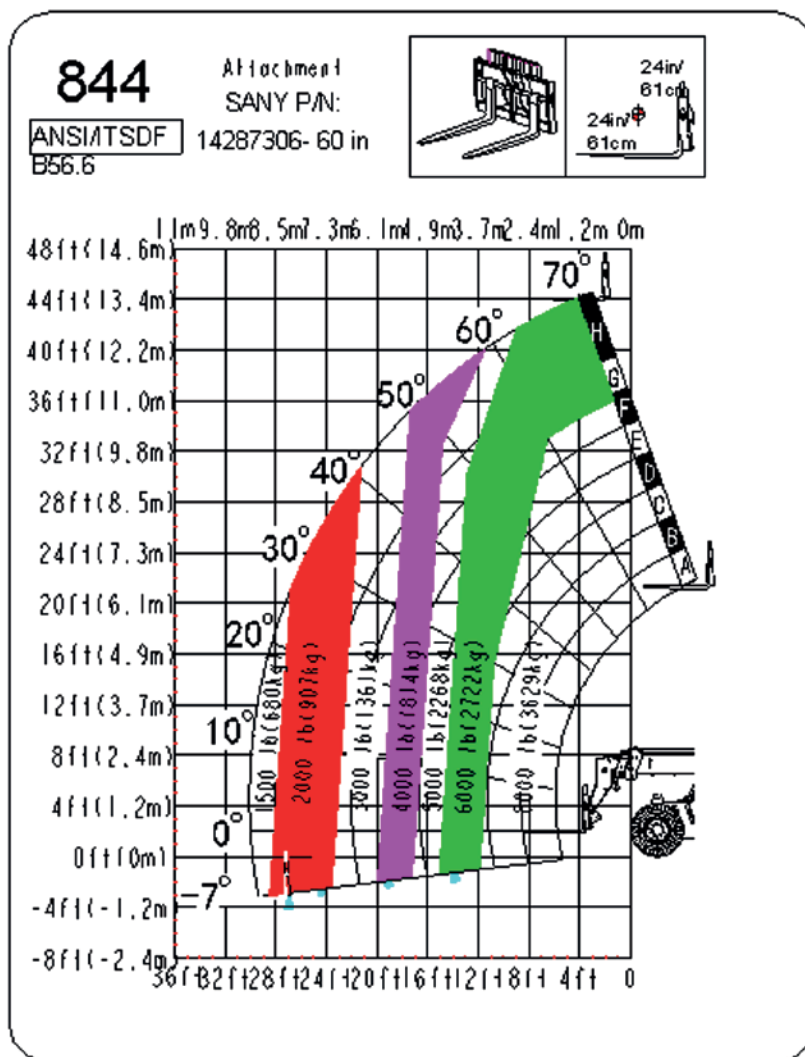 844
ANSI/ITSDF
B56.6
Attachment
SANY P/N:
14287306- 60 in
24in/
61cm
24in/
61cm
11m 9.8m 8.5m 7.3m 6.1m 4.9m 3.7m 2.4m 1.2m 0m
48ft(14.6m)
44ft(13.4m)
40ft(12.2m)
36ft(11.0m)
32ft(9.8m)
28ft(8.5m)
24ft(7.3m)
20ft(6.1m)
16ft(4.9m)
12ft(3.7m)
8ft(2.4m)
4ft(1.2m)
0ft(0m)
-4ft(-1.2m)
-8ft(-2.4m)
70°
60°
50°
40°
30°
20°
10°
0°
-7°
H
G
F
E
D
C
B
A
1500 lb(680kg)
2000 lb(907kg)
3000 lb(1361kg)
4000 lb(1814kg)
5000 lb(2268kg)
6000 lb(2722kg)
8000 lb(3629kg)
36ft 32ft 28ft 24ft 20ft 16ft 12ft 8ft 4ft 0